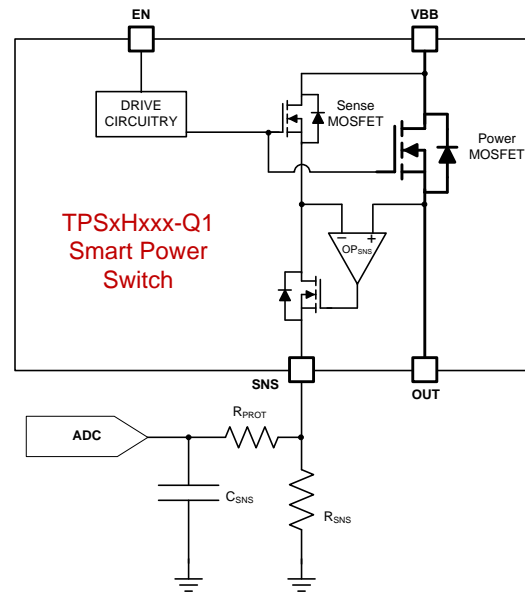 EN
VBB
DRIVE
CIRCUITRY
Sense
MOSFET
Power
MOSFET
TPSxHxxx-Q1
Smart Power
Switch
− +
OPSNS
SNS
OUT
ADC
RPROT
CSNS
RSNS